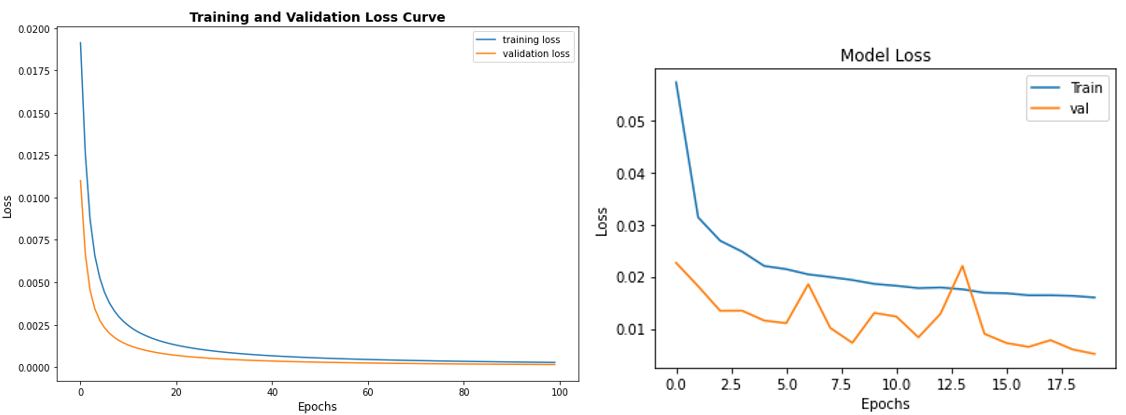 Training and Validation Loss Curve
training loss
validation loss
0.0200
0.0175
0.0150
0.0125
0.0100
0.0075
0.0050
0.0025
0.0000
Loss
0 20 40 60 80 100
Epochs
Model Loss
Train
val
0.05
0.04
0.03
0.02
0.01
Loss
0.0 2.5 5.0 7.5 10.0 12.5 15.0 17.5
Epochs